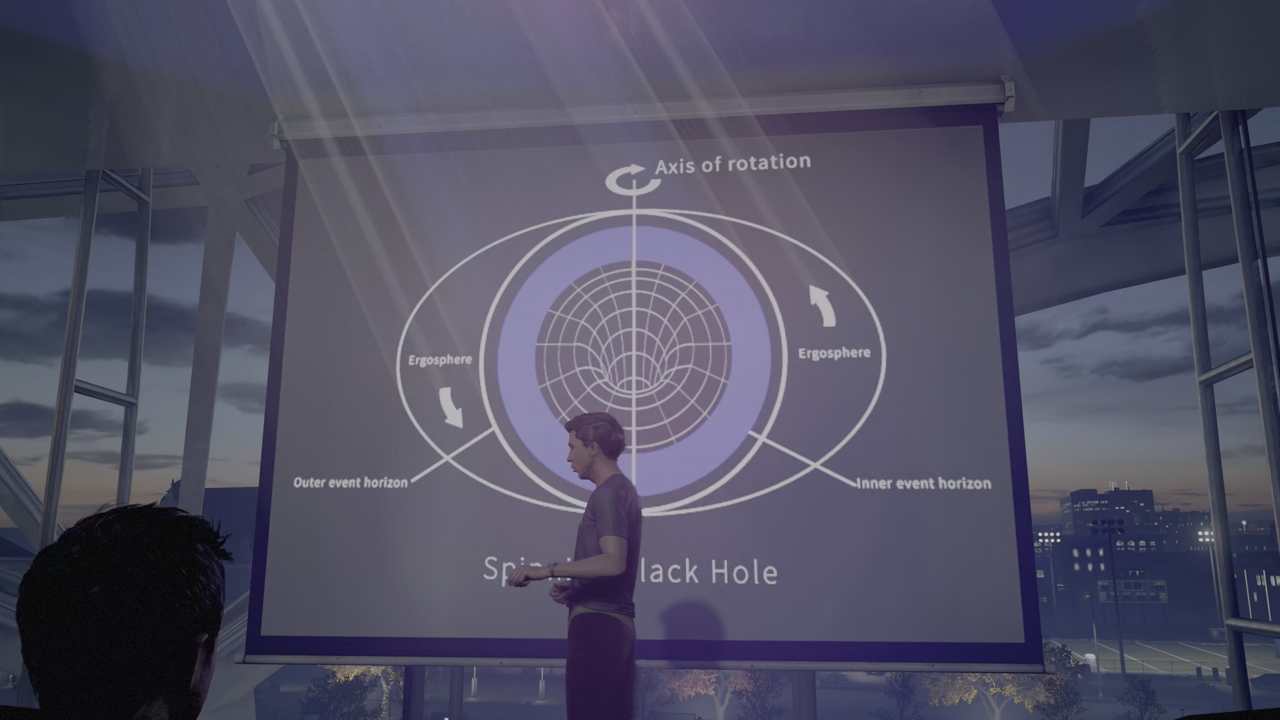 Axis of rotation
Ergosphere
Ergosphere
Outer event horizon
Inner event horizon
Hole